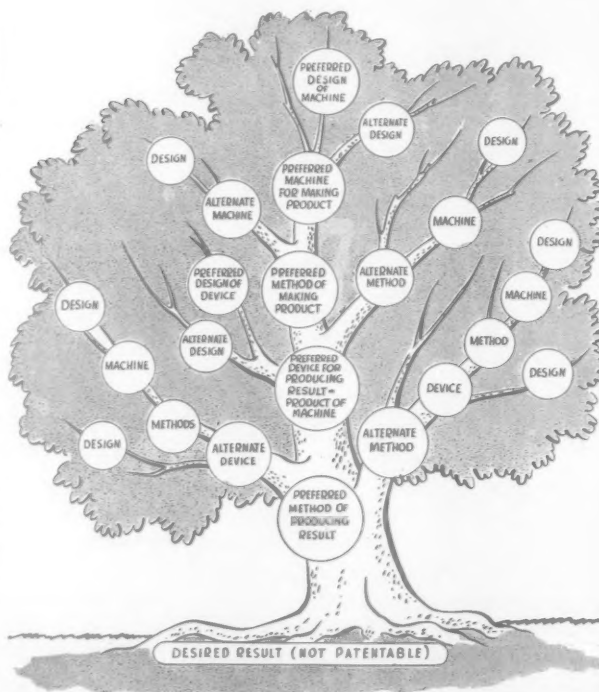 PREFERRED
DESIGN
OF
MACHINE
ALTERNATE
DESIGN
DESIGN
DESIGN
PREFERRED
MACHINE
FOR MAKING
PRODUCT
ALTERNATE
MACHINE
MACHINE
DESIGN
PREFERRED
DESIGN OF
DEVICE
PREFERRED
METHOD OF
MAKING
PRODUCT
ALTERNATE
METHOD
MACHINE
DESIGN
ALTERNATE
DESIGN
METHOD
MACHINE
PREFERRED
DEVICE FOR
PRODUCING
RESULT =
PRODUCT OF
MACHINE
DEVICE
DESIGN
METHODS
ALTERNATE
METHOD
DESIGN
ALTERNATE
DEVICE
PREFERRED
METHOD OF
PRODUCING
RESULT
DESIRED RESULT (NOT PATENTABLE)